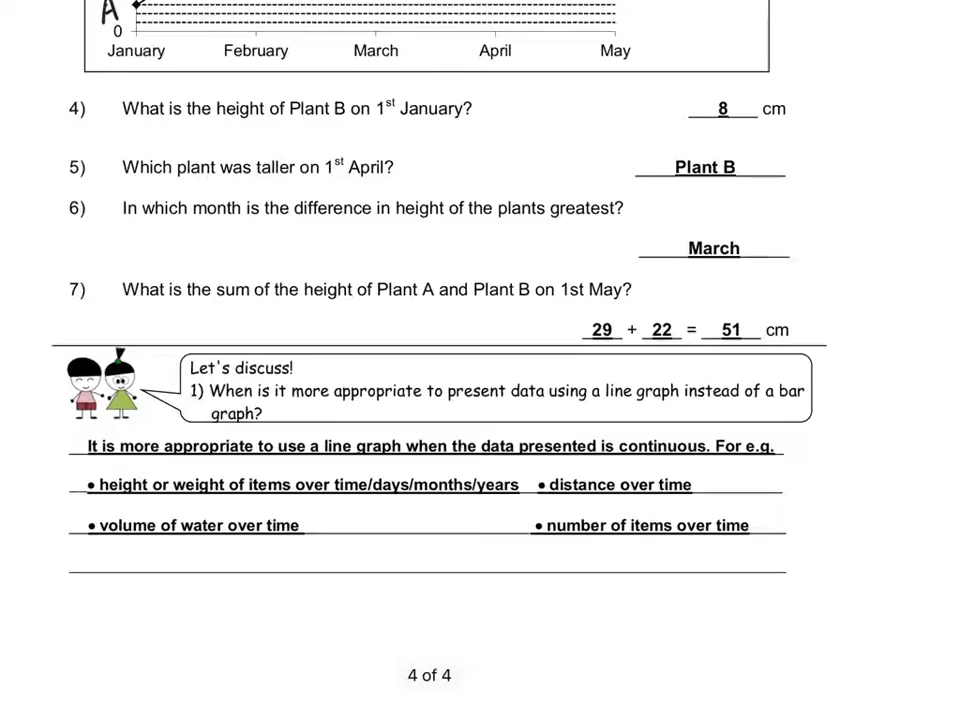 A
0
January February March April May
4) What is the height of Plant B on 1st January? 8 cm
5) Which plant was taller on 1st April? Plant B
6) In which month is the difference in height of the plants greatest?
March
7) What is the sum of the height of Plant A and Plant B on 1st May?
29 + 22 = 51 cm
Let's discuss!
1) When is it more appropriate to present data using a line graph instead of a bar
graph?
It is more appropriate to use a line graph when the data presented is continuous. For e.g.
• height or weight of items over time/days/months/years • distance over time
• volume of water over time • number of items over time
4 of 4